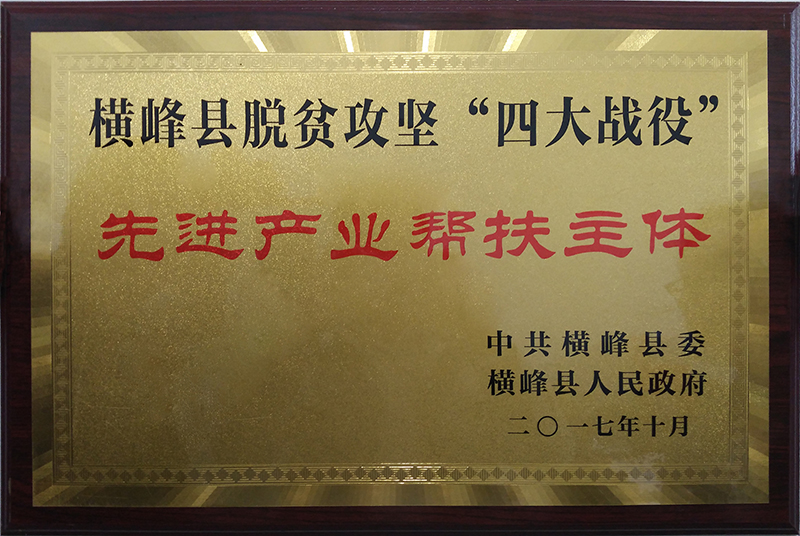 横峰县脱贫攻坚“四大战役”
先进产业帮扶主体
中共横峰县委
横峰县人民政府
二〇一七年十月